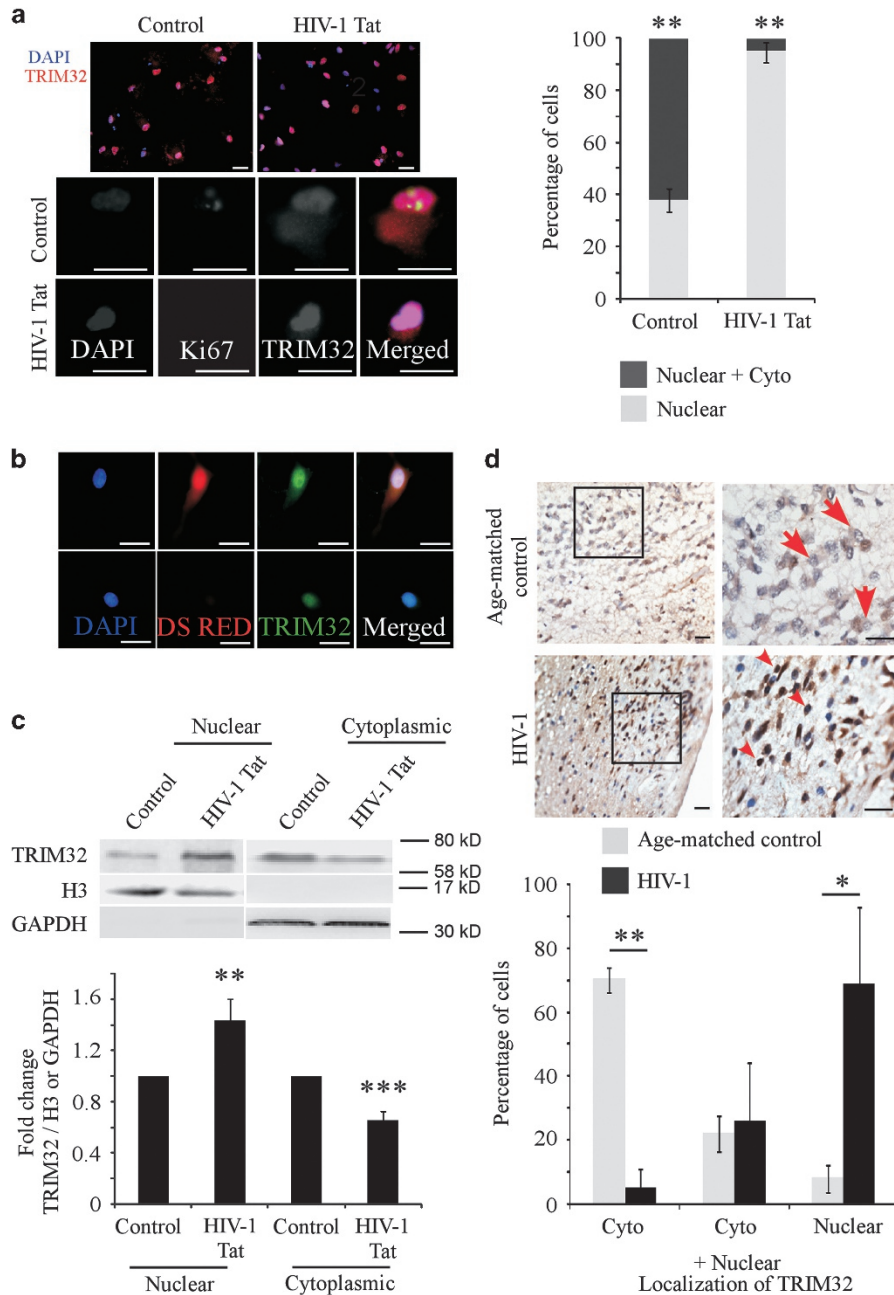 a
Control
HIV-1 Tat
DAPI
TRIM32
2
Control
HIV-1 Tat
DAPI
Ki67
TRIM32
Merged
** **
Percentage of cells
100
80
60
40
20
0
Control
HIV-1 Tat
Nuclear + Cyto
Nuclear
b
DAPI
DS RED
TRIM32
Merged
c
Nuclear
Cytoplasmic
Control
HIV-1 Tat
Control
HIV-1 Tat
TRIM32
H3
GAPDH
80 kD
58 kD
17 kD
30 kD
Fold change
TRIM32 / H3 or GAPDH
1.6
1.2
0.8
0.4
0
**
***
Control
HIV-1
Tat
Control
HIV-1
Tat
Nuclear
Cytoplasmic
d
Age-matched
control
HIV-1
Age-matched control
HIV-1
Percentage of cells
100
80
60
40
20
0
**
*
Cyto
Cyto
+ Nuclear
Nuclear
Localization of TRIM32